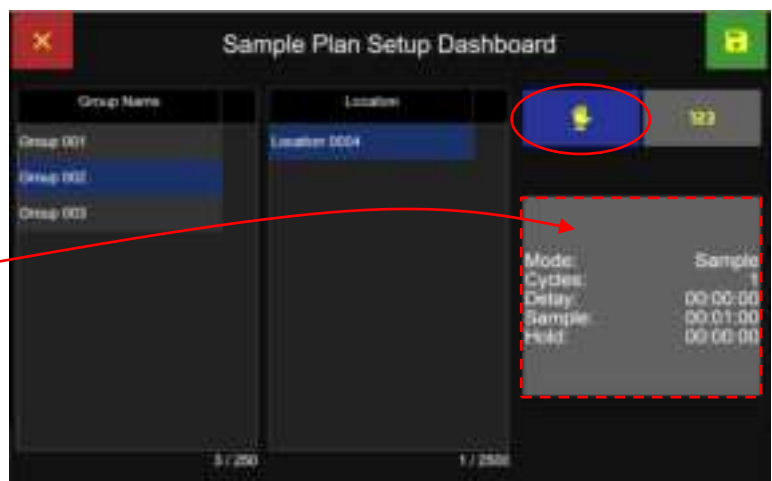 Sample Plan Setup Dashboard
Group Name
Location
123
Group 001
Location 0004
Group 002
Group 003
Mode: Sample
Cycles: 1
Delay: 00:00:00
Sample: 00:01:00
Hold: 00:00:00
3 / 250
1 / 2500